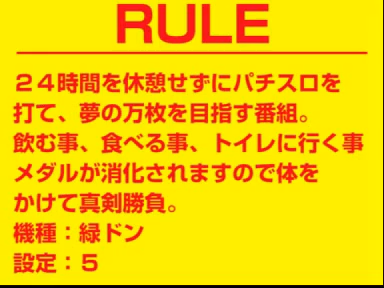 RULE
２４時間を休憩せずにパチスロを
打て、夢の万枚を目指す番組。
飲む事、食べる事、トイレに行く事
メダルが消化されますので体を
かけて真剣勝負。
機種：緑ドン
設定：５